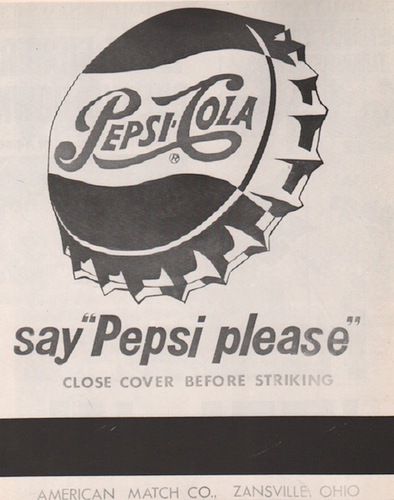 PEPSI-COLA
®
say "Pepsi please"
CLOSE COVER BEFORE STRIKING
AMERICAN MATCH CO., ZANSVILLE, OHIO